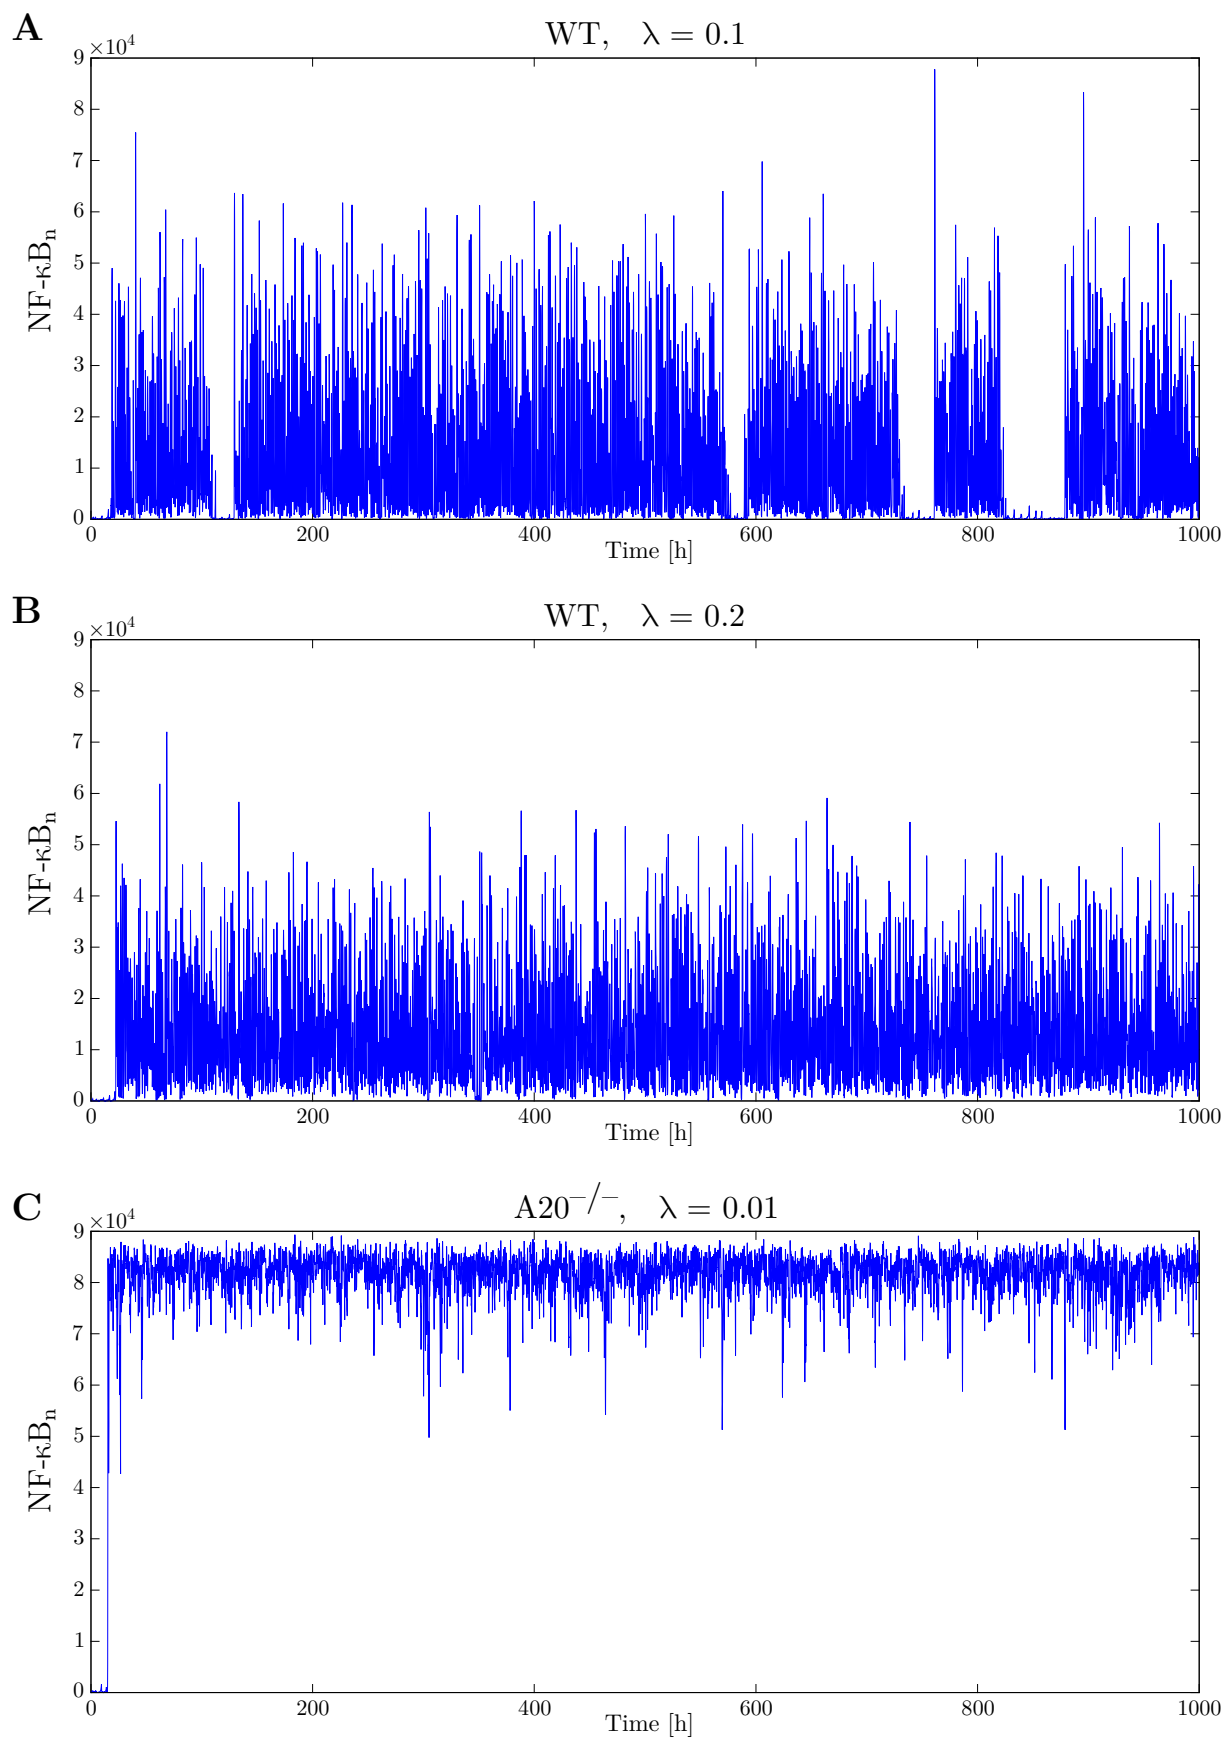 A
WT, λ = 0.1
×10⁴
9
8
7
6
5
4
3
2
1
0
NF-κBₙ
0 200 400 600 800 1000
Time [h]
B
WT, λ = 0.2
×10⁴
9
8
7
6
5
4
3
2
1
0
NF-κBₙ
0 200 400 600 800 1000
Time [h]
C
A20⁻/⁻, λ = 0.01
×10⁴
9
8
7
6
5
4
3
2
1
0
NF-κBₙ
0 200 400 600 800 1000
Time [h]